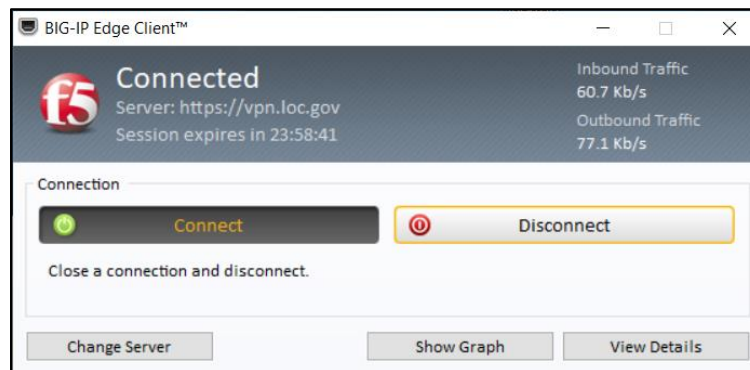 BIG-IP Edge Client™
f5
Connected
Server: https://vpn.loc.gov
Session expires in 23:58:41
Inbound Traffic
60.7 Kb/s
Outbound Traffic
77.1 Kb/s
Connection
Connect
Disconnect
Close a connection and disconnect.
Change Server
Show Graph
View Details